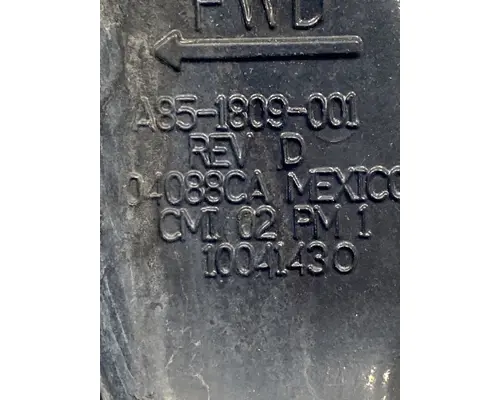 FWD
A85-1809-001
REV D
04088CA MEXICO
CMI 02 PM 1
10041430